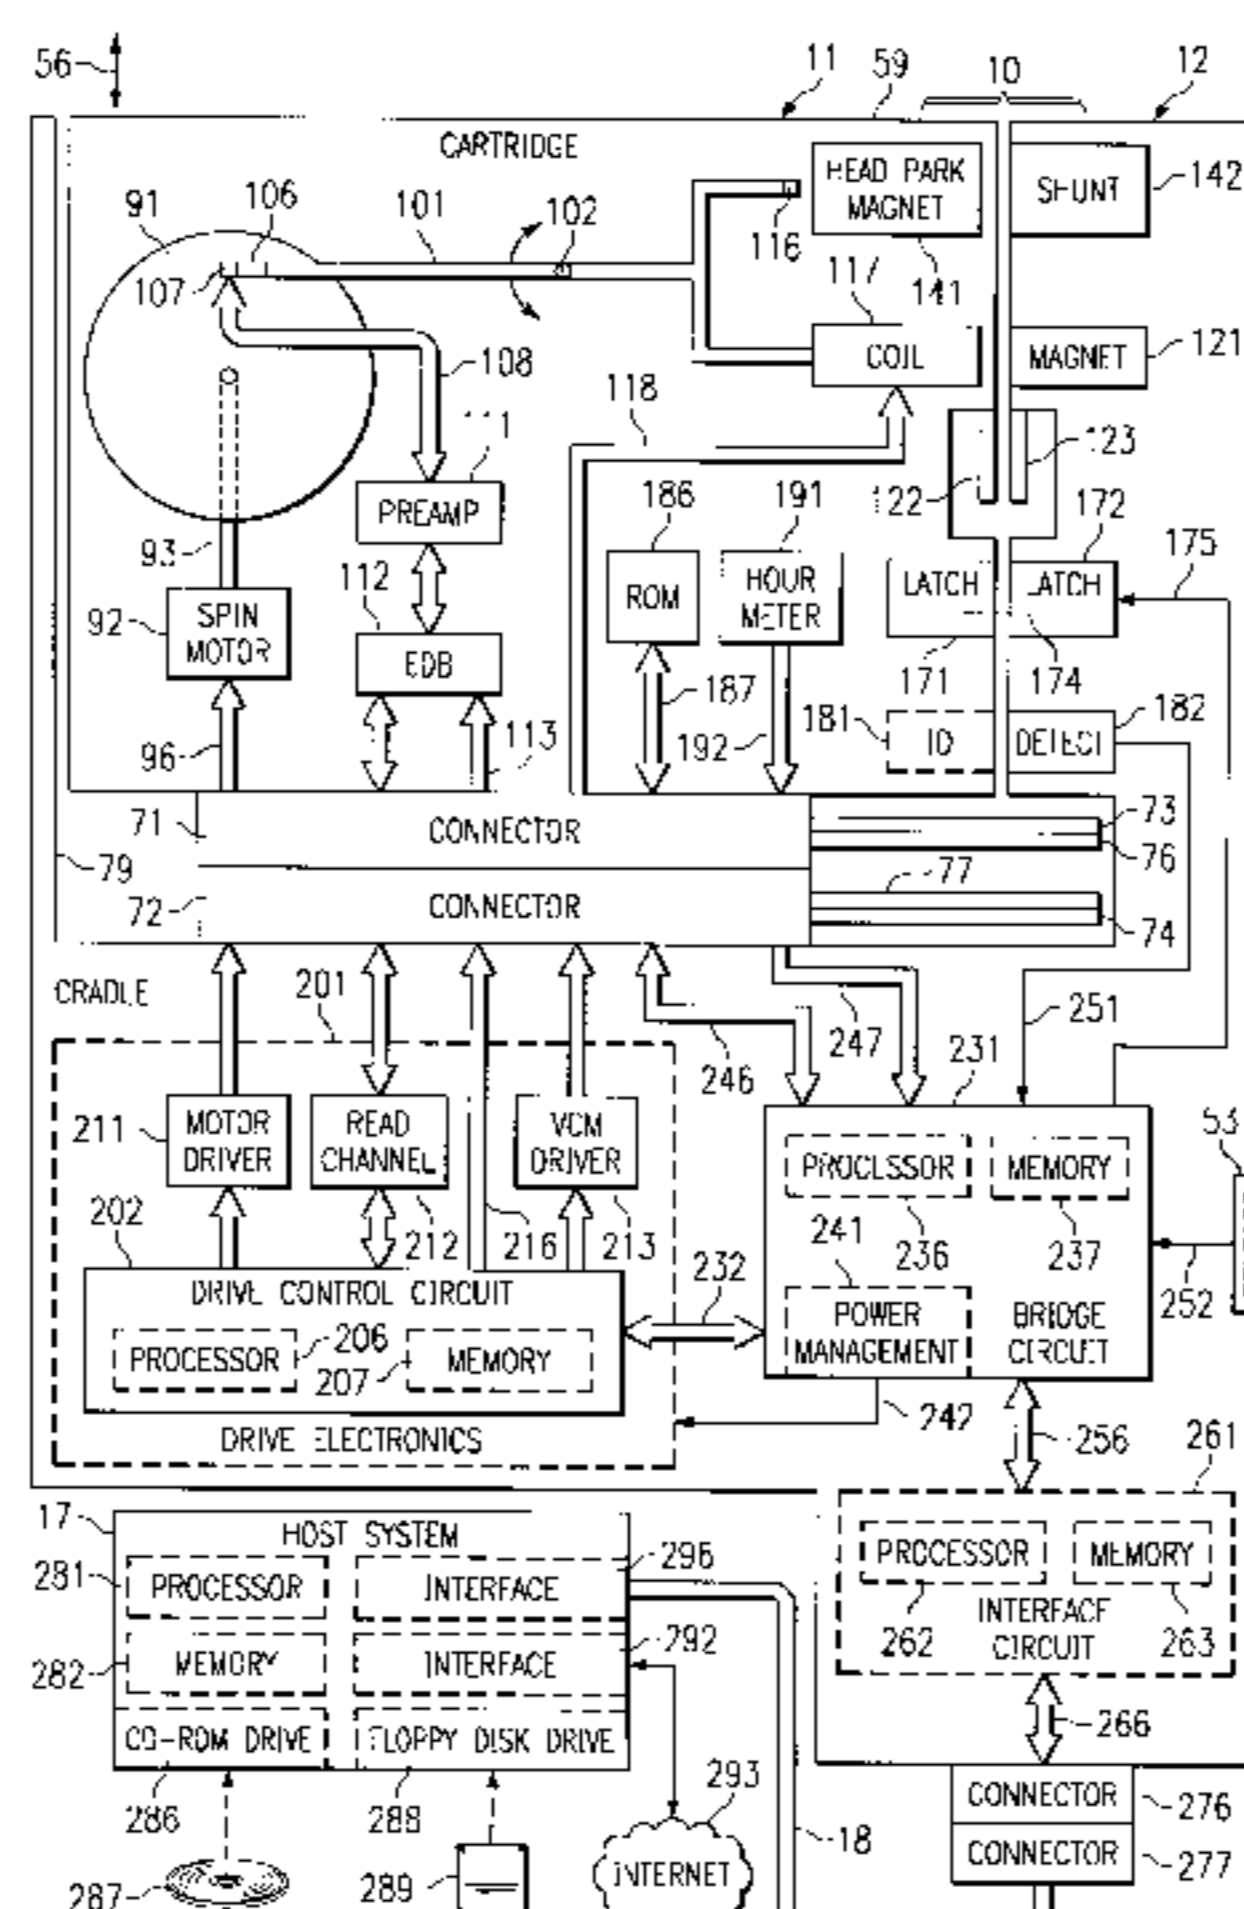 56
11
59
10
12
CARTRIDGE
HEAD PARK
MAGNET
SHUNT
142
91
106
101
102
116
107
141
117
COIL
MAGNET
121
108
118
111
123
122
PREAMP
186
191
172
175
93
112
ROM
HOUR
METER
LATCH
LATCH
92
SPIN
MOTOR
EDB
171
174
187
181
182
192
ID
DETECT
96
113
71
CONNECTOR
73
76
79
77
72
CONNECTOR
74
CRADLE
201
247
251
246
231
53
211
MOTOR
DRIVER
READ
CHANNEL
VCM
DRIVER
PROCESSOR
MEMORY
202
212
216
213
241
236
237
232
252
DRIVE CONTROL CIRCUIT
POWER
MANAGEMENT
BRIDGE
CIRCUIT
206
PROCESSOR
207
MEMORY
242
DRIVE ELECTRONICS
256
261
17
HOST SYSTEM
296
PROCESSOR
MEMORY
281
PROCESSOR
INTERFACE
INTERFACE
CIRCUIT
292
262
263
282
MEMORY
INTERFACE
CD-ROM DRIVE
FLOPPY DISK DRIVE
266
286
288
293
CONNECTOR
276
18
CONNECTOR
277
287
289
INTERNET